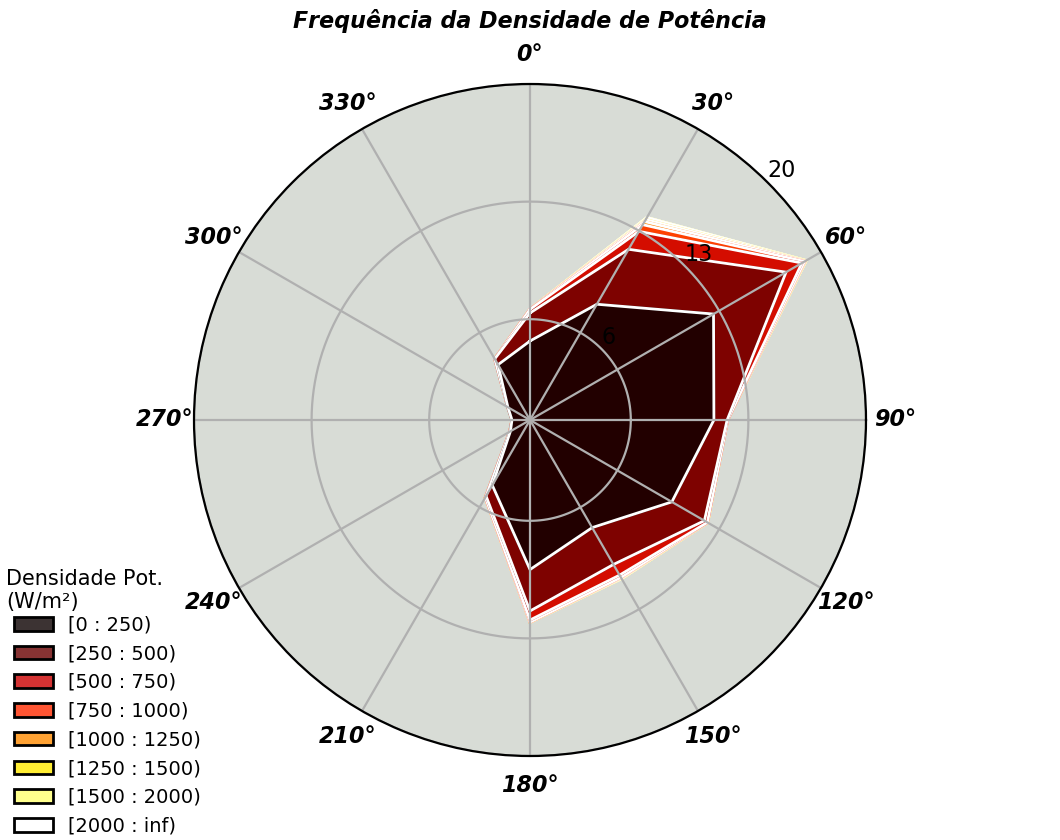 Frequência da Densidade de Potência
0°
330°
30°
20
300°
60°
13
6
270°
90°
240°
120°
210°
150°
180°
Densidade Pot.
(W/m²)
[0 : 250)
[250 : 500)
[500 : 750)
[750 : 1000)
[1000 : 1250)
[1250 : 1500)
[1500 : 2000)
[2000 : inf)